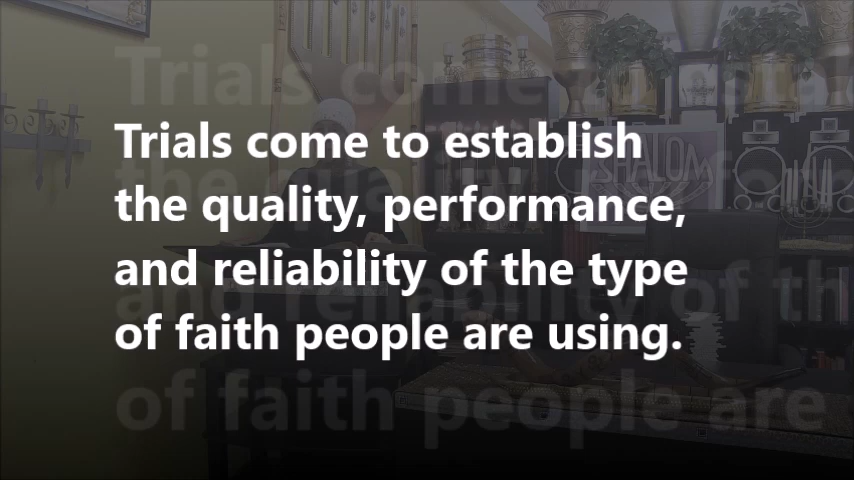 Trials come to establish
the quality, performance,
and reliability of the type
of faith people are using.
SHALOM